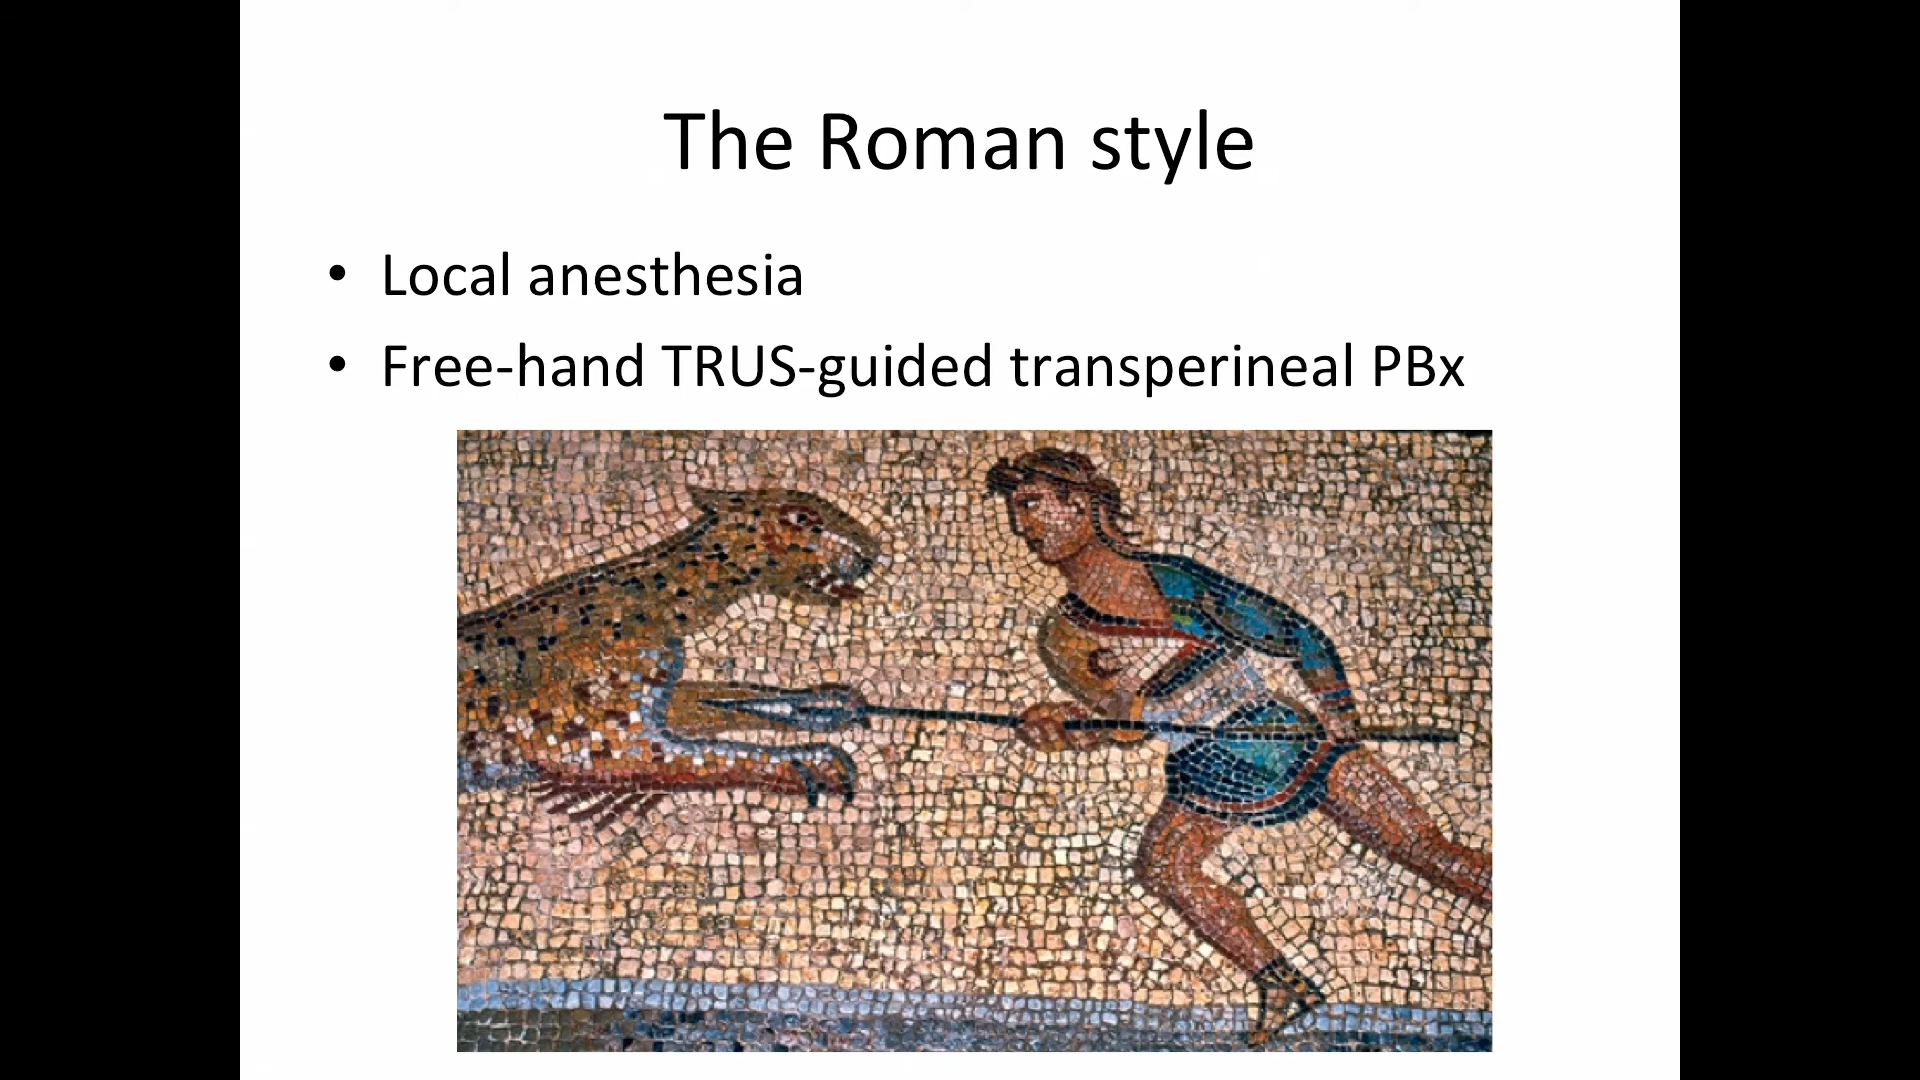 The Roman style
• Local anesthesia
• Free-hand TRUS-guided transperineal PBx